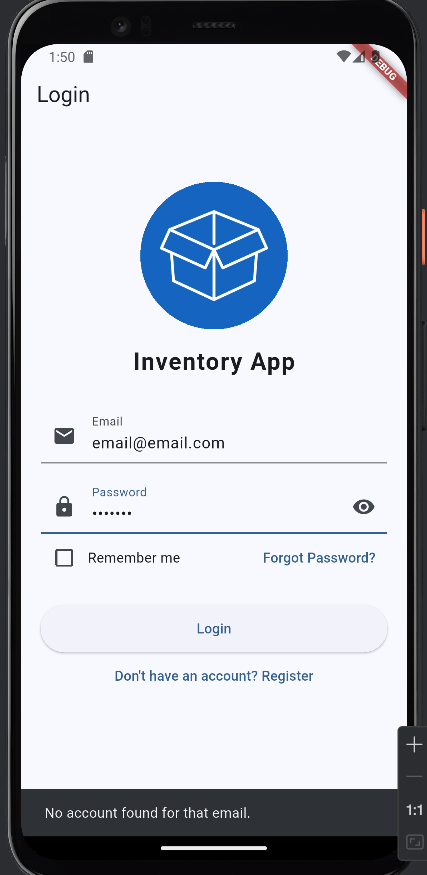 1:50
DEBUG
Login
Inventory App
Email
email@email.com
Password
•••••••
Remember me
Forgot Password?
Login
Don't have an account? Register
No account found for that email.
1:1